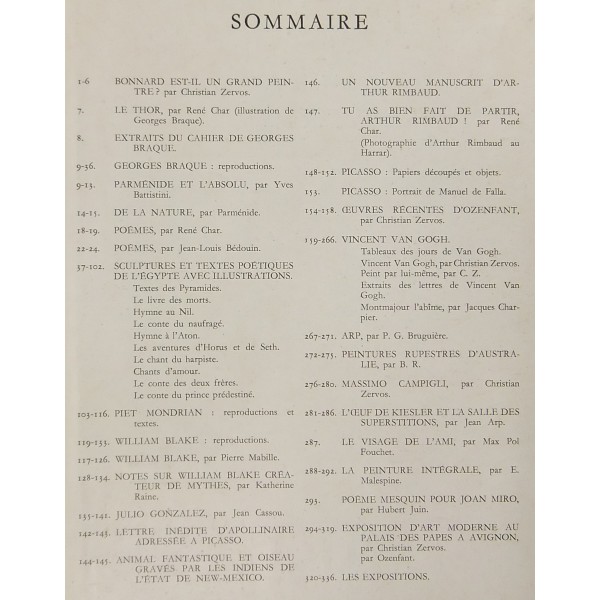 SOMMAIRE
1-6 BONNARD EST-IL UN GRAND PEIN-
TRE ? par Christian Zervos.
7. LE THOR, par René Char (illustration de
Georges Braque).
8. EXTRAITS DU CAHIER DE GEORGES
BRAQUE.
9-36. GEORGES BRAQUE : reproductions.
9-13. PARMÉNIDE ET L'ABSOLU, par Yves
Battistini.
14-15. DE LA NATURE, par Parménide.
18-19. POÈMES, par René Char.
22-24. POÈMES, par Jean-Louis Bédouin.
37-102. SCULPTURES ET TEXTES POÉTIQUES
DE L'ÉGYPTE AVEC ILLUSTRATIONS.
Textes des Pyramides.
Le livre des morts.
Hymne au Nil.
Le conte du naufragé.
Hymne à l'Aton.
Les aventures d'Horus et de Seth.
Le chant du harpiste.
Chants d'amour.
Le conte des deux frères.
Le conte du prince prédestiné.
103-116. PIET MONDRIAN : reproductions et
textes.
119-133. WILLIAM BLAKE : reproductions.
117-126. WILLIAM BLAKE, par Pierre Mabille.
128-134. NOTES SUR WILLIAM BLAKE CRÉA-
TEUR DE MYTHES, par Katherine
Raine.
135-141. JULIO GOÑZALEZ, par Jean Cassou.
142-143. LETTRE INÉDITE D'APOLLINAIRE
ADRESSÉE A PICASSO.
144-145. ANIMAL FANTASTIQUE ET OISEAU
GRAVÉS PAR LES INDIENS DE
L'ÉTAT DE NEW-MEXICO.
146. UN NOUVEAU MANUSCRIT D'AR-
THUR RIMBAUD.
147. TU AS BIEN FAIT DE PARTIR,
ARTHUR RIMBAUD ! par René
Char.
(Photographie d'Arthur Rimbaud au
Harrar).
148-152. PICASSO : Papiers découpés et objets.
153. PICASSO : Portrait de Manuel de Falla.
154-158. ŒUVRES RÉCENTES D'OZENFANT,
par Christian Zervos.
159-266. VINCENT VAN GOGH.
Tableaux des jours de Van Gogh.
Vincent Van Gogh, par Christian Zervos.
Peint par lui-même, par C. Z.
Extraits des lettres de Vincent Van
Gogh.
Montmajour l'abîme, par Jacques Char-
pier.
267-271. ARP, par P. G. Bruguière.
272-275. PEINTURES RUPESTRES D'AUSTRA-
LIE, par B. R.
276-280. MASSIMO CAMPIGLI, par Christian
Zervos.
281-286. L'ŒUF DE KIESLER ET LA SALLE DES
SUPERSTITIONS, par Jean Arp.
287. LE VISAGE DE L'AMI, par Max Pol
Fouchet.
288-292. LA PEINTURE INTÉGRALE, par E.
Malespine.
293. POÈME MESQUIN POUR JOAN MIRO,
par Hubert Juin.
294-319. EXPOSITION D'ART MODERNE AU
PALAIS DES PAPES A AVIGNON,
par Christian Zervos.
par Ozenfant.
320-336. LES EXPOSITIONS.